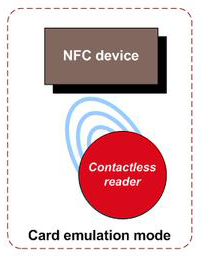 NFC device
Contactless
reader
Card emulation mode